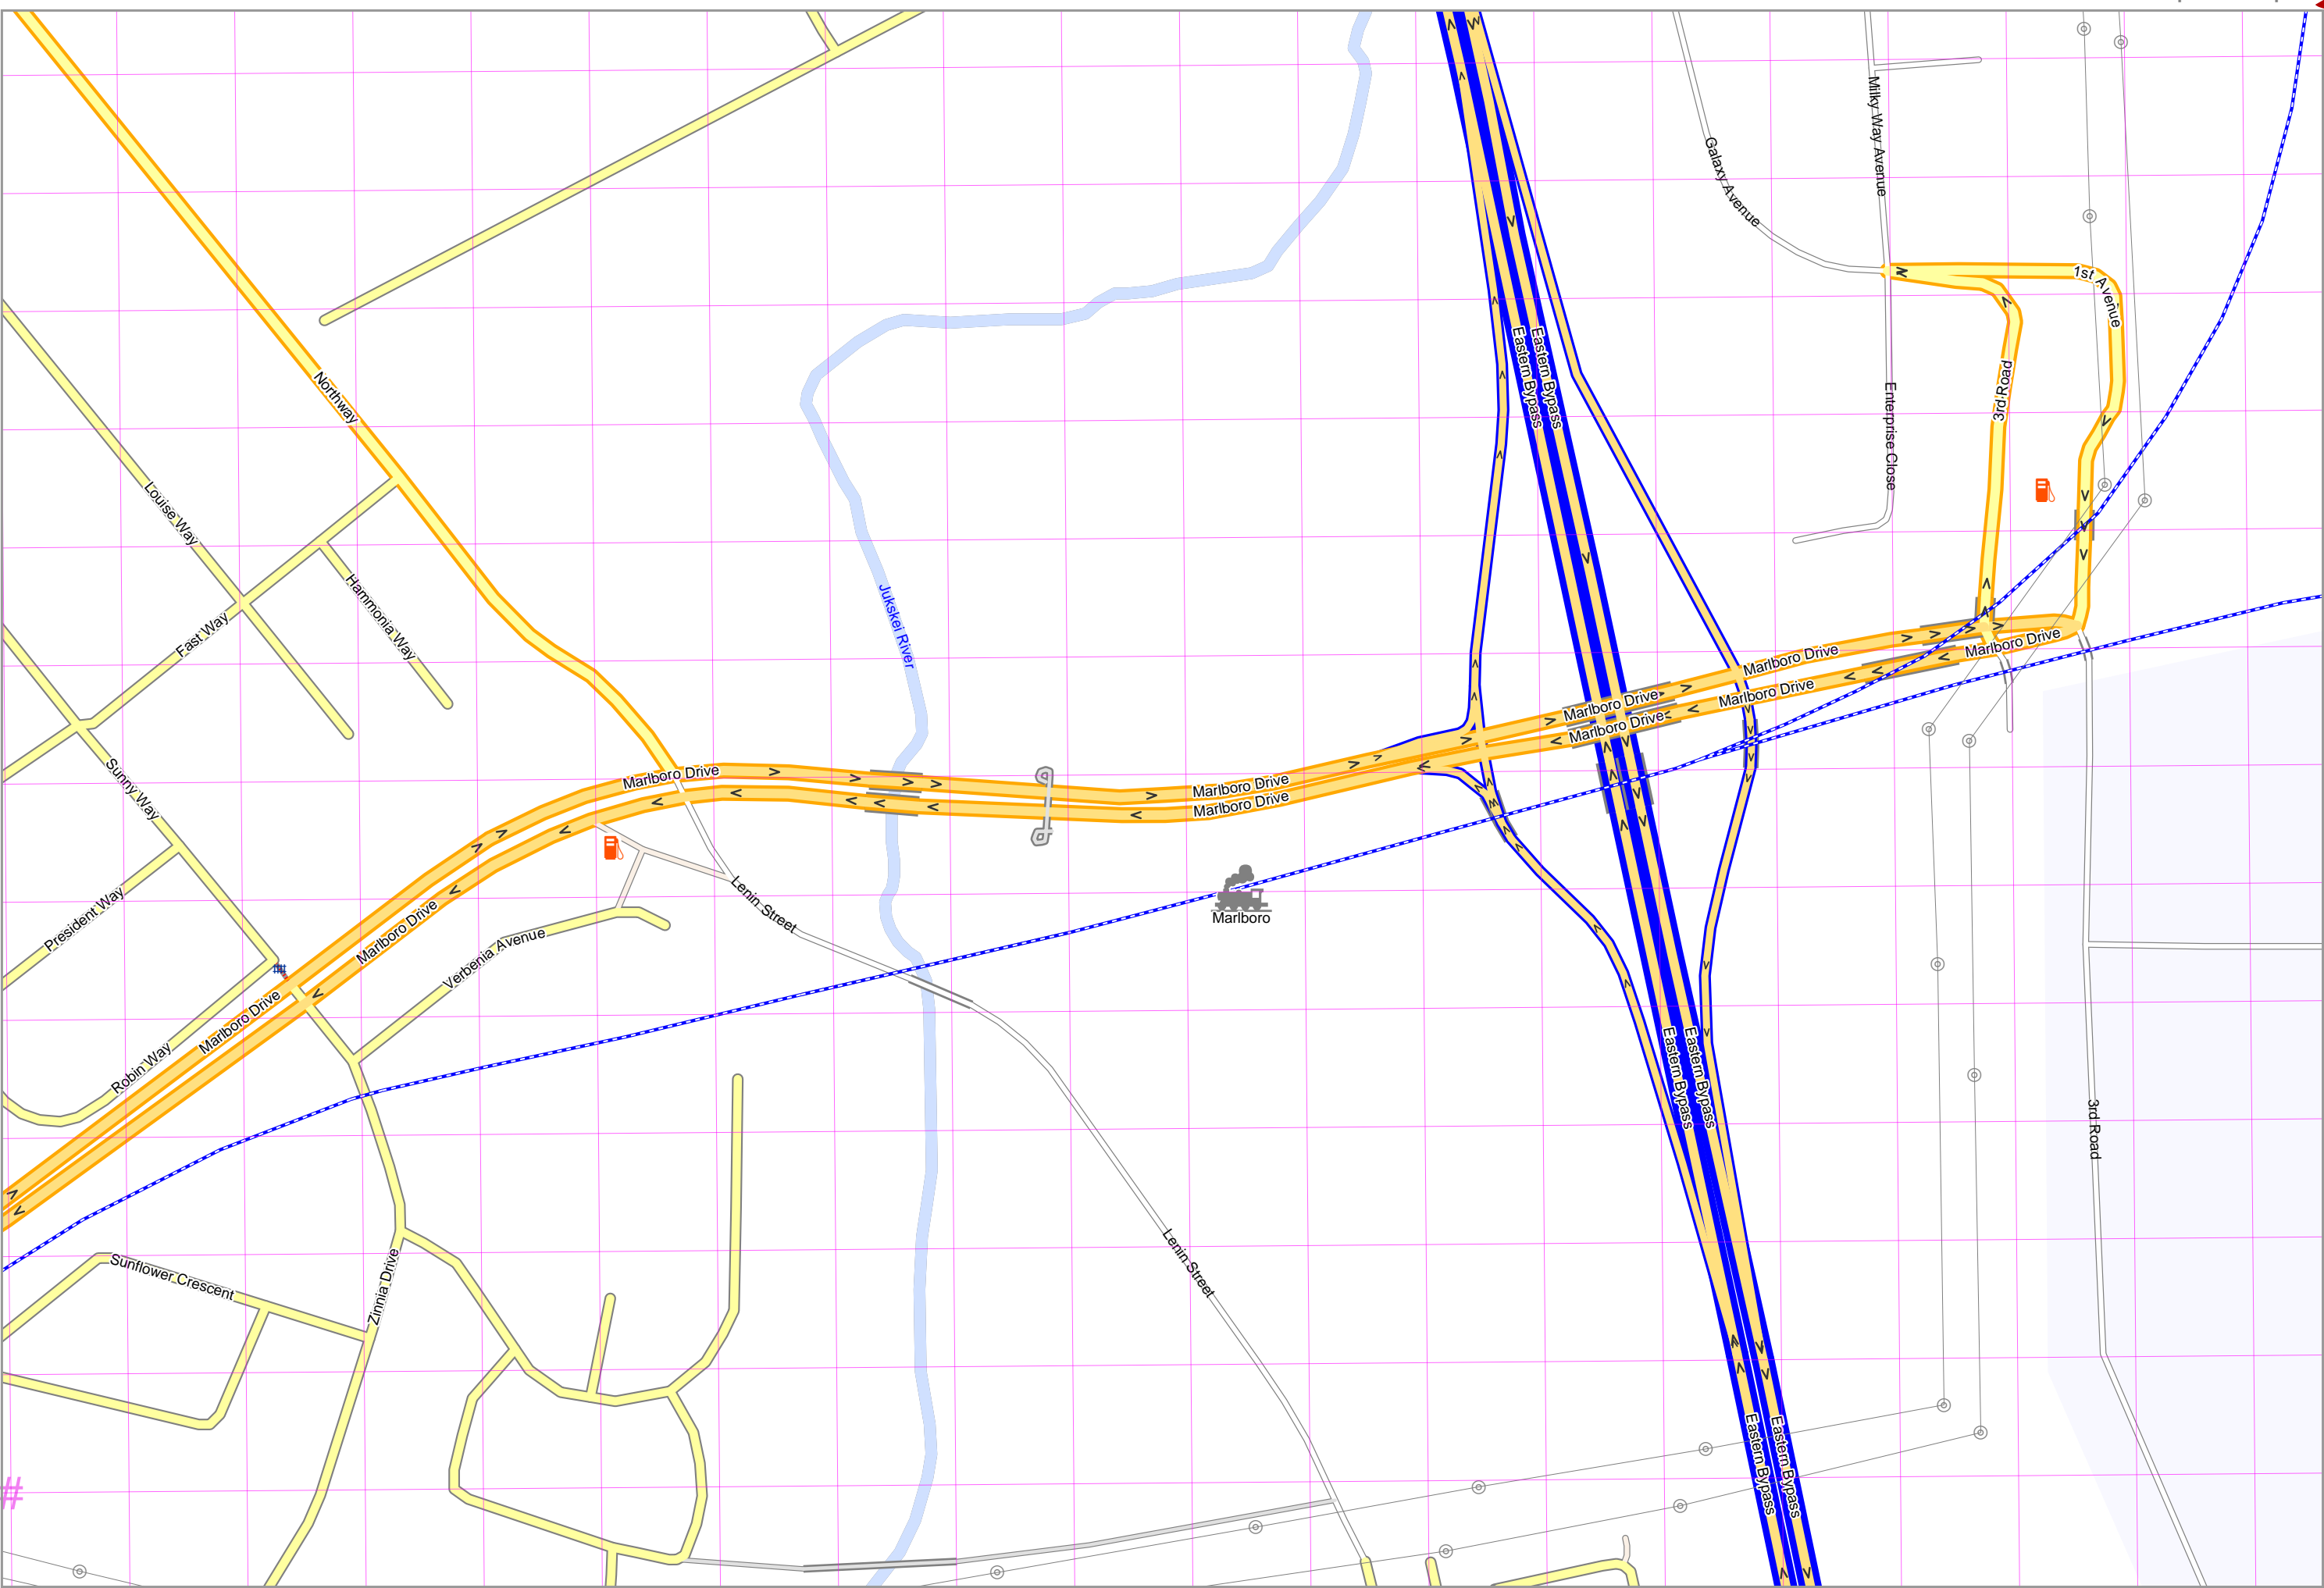 Milky Way Avenue
Galaxy Avenue
1st Avenue
Eastern Bypass
Eastern Bypass
3rd Road
Northway
Enterprise Close
Louise Way
Hammonia Way
Fast Way
Jukskei River
Marlboro Drive
Marlboro Drive
Marlboro Drive
Marlboro Drive
Marlboro Drive
Marlboro Drive
Sunny Way
Marlboro Drive
Marlboro Drive
Marlboro Drive
President Way
Lenin Street
Marlboro
Marlboro Drive
Verbenia Avenue
Marlboro Drive
Robin Way
Eastern Bypass
Eastern Bypass
3rd Road
Sunflower Crescent
Zinnia Drive
Lenin Street
Eastern Bypass
Eastern Bypass
#